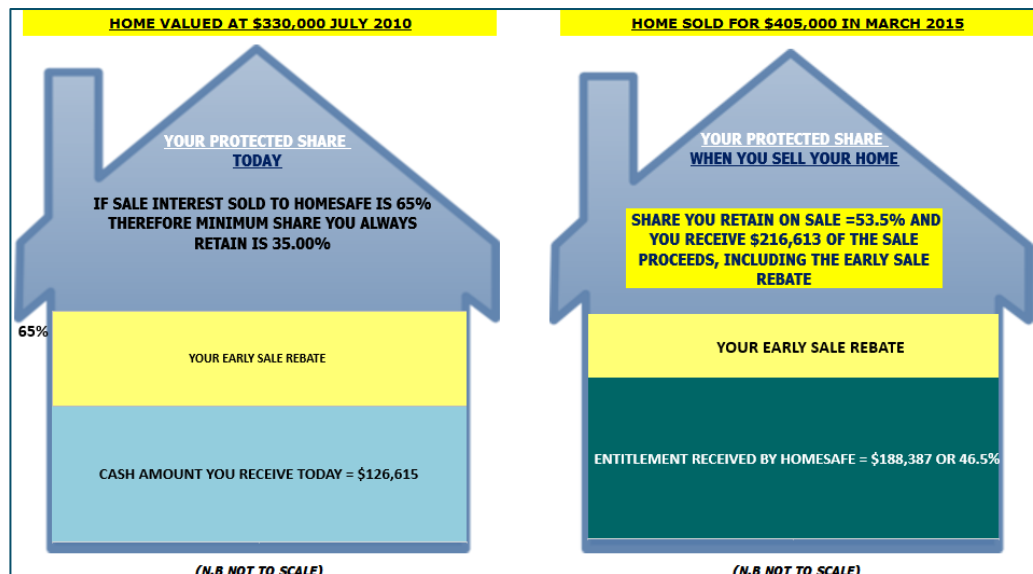 HOME VALUED AT $330,000 JULY 2010
YOUR PROTECTED SHARE
TODAY
IF SALE INTEREST SOLD TO HOMESAFE IS 65%
THEREFORE MINIMUM SHARE YOU ALWAYS
RETAIN IS 35.00%
65%
YOUR EARLY SALE REBATE
CASH AMOUNT YOU RECEIVE TODAY = $126,615
(N.B NOT TO SCALE)
HOME SOLD FOR $405,000 IN MARCH 2015
YOUR PROTECTED SHARE
WHEN YOU SELL YOUR HOME
SHARE YOU RETAIN ON SALE =53.5% AND
YOU RECEIVE $216,613 OF THE SALE
PROCEEDS, INCLUDING THE EARLY SALE
REBATE
YOUR EARLY SALE REBATE
ENTITLEMENT RECEIVED BY HOMESAFE = $188,387 OR 46.5%
(N.B NOT TO SCALE)